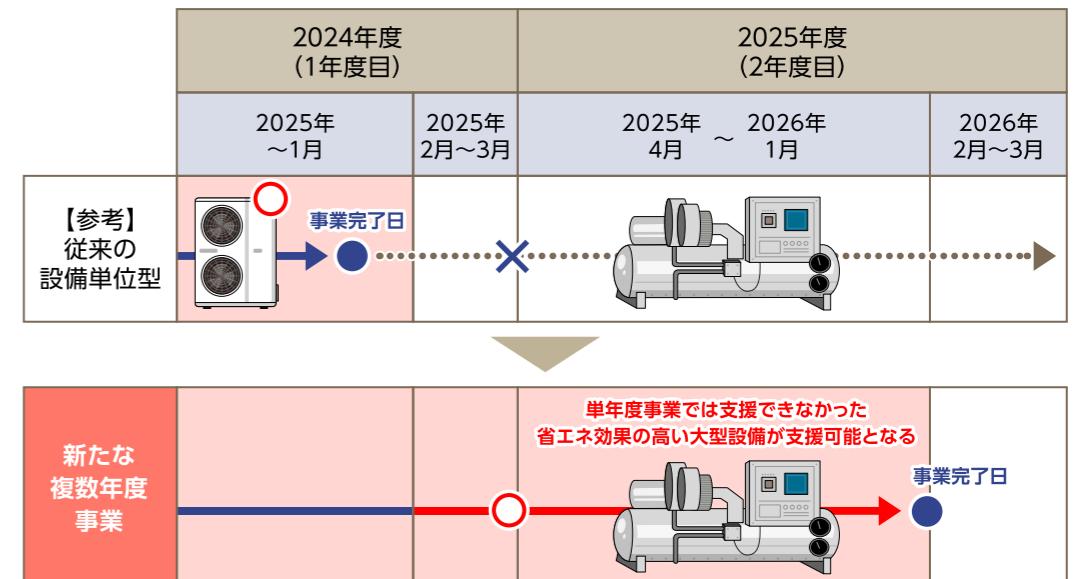 2024年度
（1年度目）
2025年度
（2年度目）
2025年
～1月
2025年
2月～3月
2025年
4月
～
2026年
1月
2026年
2月～3月
【参考】
従来の
設備単位型
事業完了日
新たな
複数年度
事業
単年度事業では支援できなかった
省エネ効果の高い大型設備が支援可能となる
事業完了日